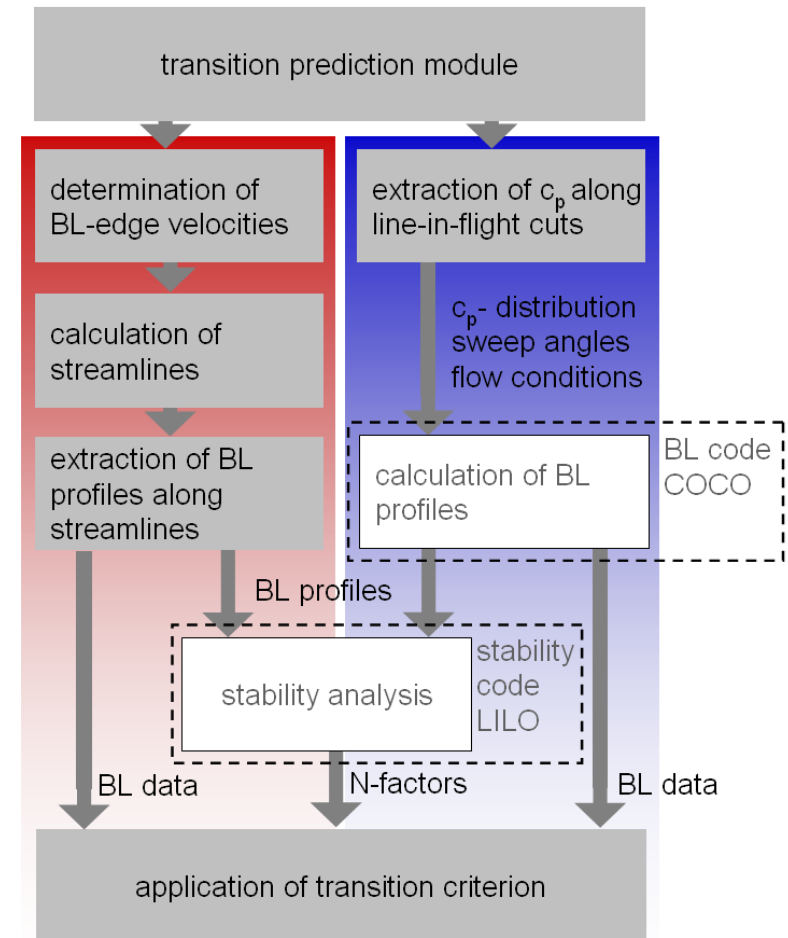 transition prediction module
determination of
BL-edge velocities
extraction of cp along
line-in-flight cuts
calculation of
streamlines
cp- distribution
sweep angles
flow conditions
extraction of BL
profiles along
streamlines
calculation of BL
profiles
BL code
COCO
BL profiles
stability analysis
stability
code
LILO
BL data
N-factors
BL data
application of transition criterion